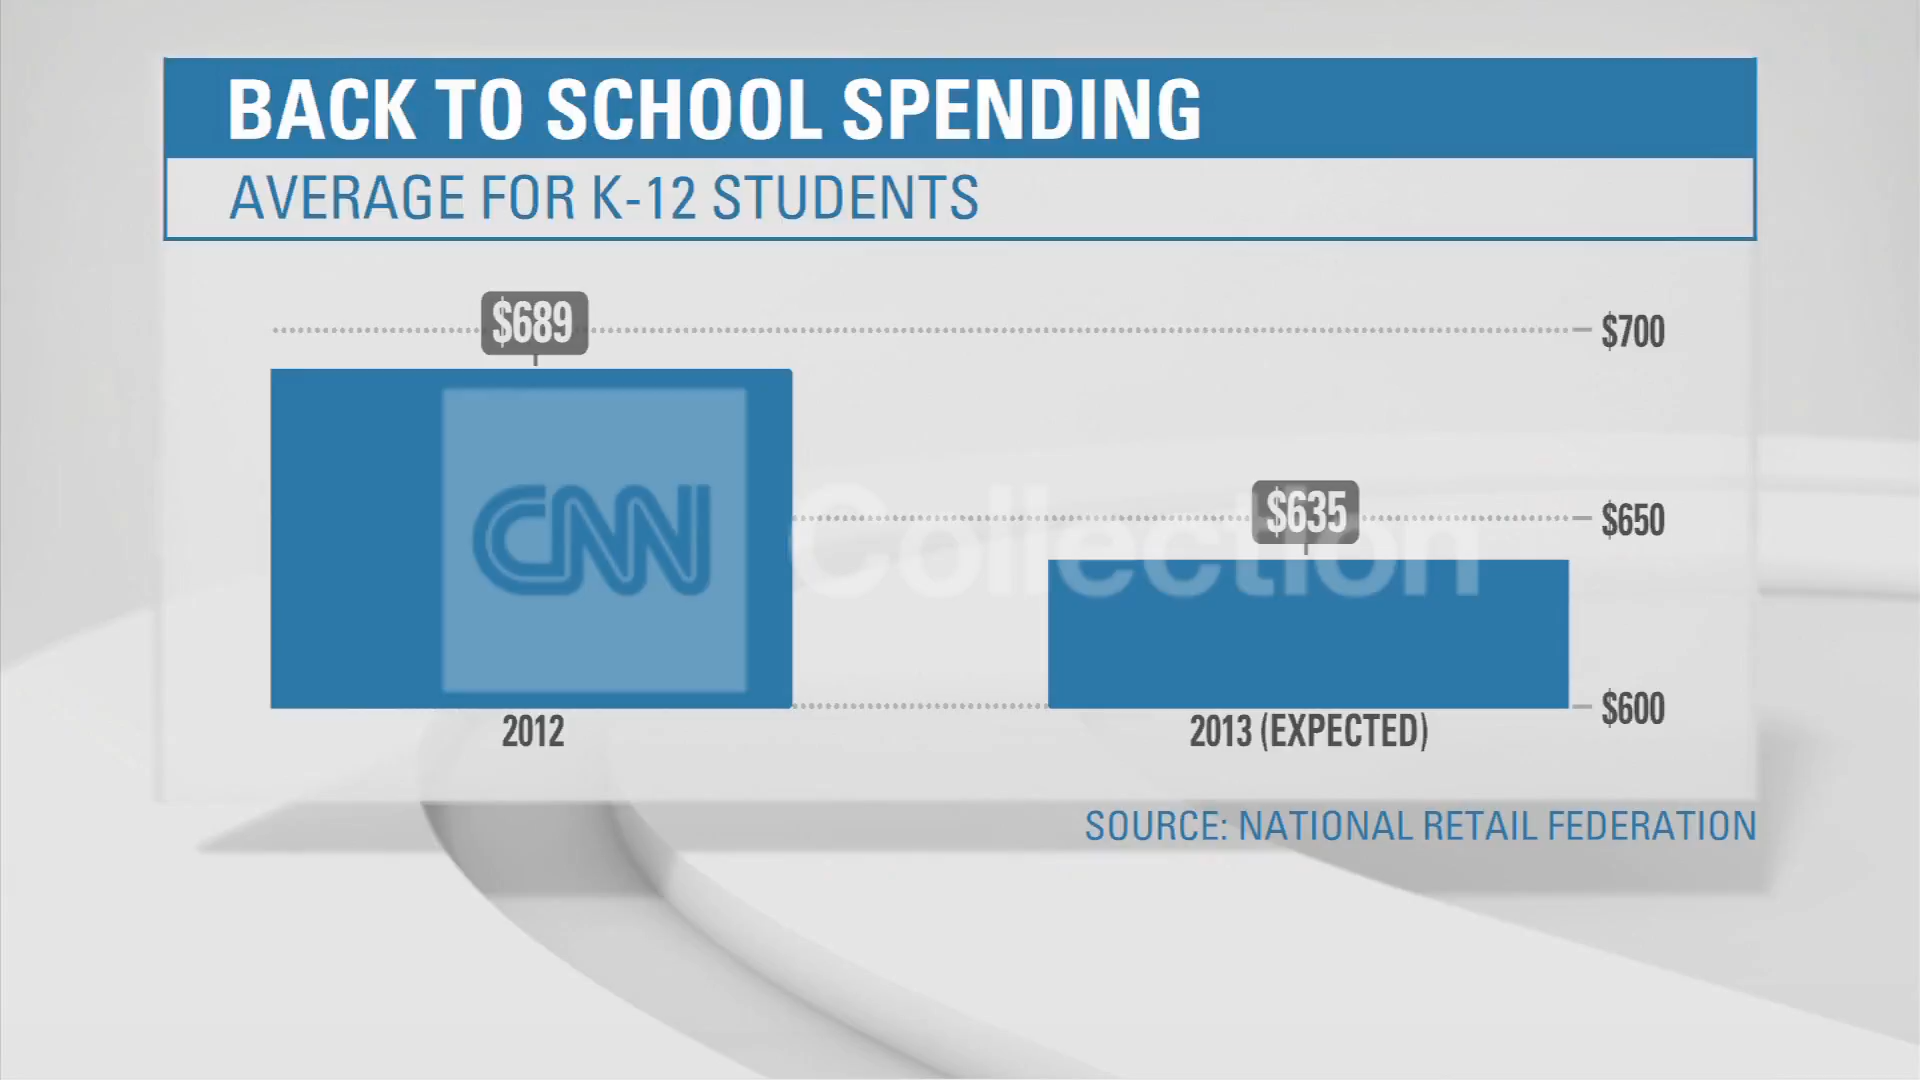 BACK TO SCHOOL SPENDING
AVERAGE FOR K-12 STUDENTS
$689
$700
CNN Collection
$635
$650
$600
2012
2013 (EXPECTED)
SOURCE: NATIONAL RETAIL FEDERATION